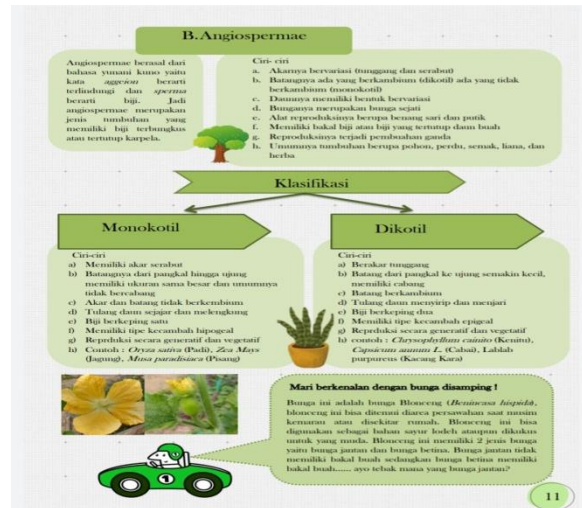 B.Angiospermae
Angiospermae berasal dari
bahasa yunani kuno yaitu
kata aggeion berarti
terlindungi dan sperma
berarti biji. Jadi
angiospermae merupakan
jenis tumbuhan yang
memiliki biji terbungkus
atau tertutup karpela.
Ciri- ciri
a. Akarnya bervariasi (tunggang dan serabut)
b. Batangnya ada yang berkambium (dikotil) ada yang tidak
berkambium (monokotil)
c. Daunnya memiliki bentuk bervariasi
d. Bunganya merupakan bunga sejati
e. Alat reproduksinya berupa benang sari dan putik
f. Memiliki bakal biji atau biji yang tertutup daun buah
g. Reproduksinya terjadi pembuahan ganda
h. Umumnya tumbuhan berupa pohon, perdu, semak, liana, dan
herba
Klasifikasi
Monokotil
Ciri-ciri
a) Memiliki akar serabut
b) Batangnya dari pangkal hingga ujung
memiliki ukuran sama besar dan umumnya
tidak bercabang
c) Akar dan batang tidak berkembium
d) Tulang daun sejajar dan melengkung
e) Biji berkeping satu
f) Memiliki tipe kecambah hipogeal
g) Repruksi secara generatif dan vegetatif
h) Contoh : Oryza sativa (Padi), Zea Mays
(Jagung), Musa paradisiaca (Pisang)
Dikotil
Ciri-ciri
a) Berakar tunggang
b) Batang dari pangkal ke ujung semakin kecil,
memiliki cabang
c) Batang berkambium
d) Tulang daun menyirip dan menjari
e) Biji berkeping dua
f) Memiliki tipe kecambah epigeal
g) Repruksi secara generatif dan vegetatif
h) contoh : Chrysophyllum cainito (Kenitu),
Capsicum annum L. (Cabai), Lablab
purpureus (Kacang Kara)
Mari berkenalan dengan bunga disamping !
Bunga ini adalah bunga Blonceng (Benincasa hispida),
blonceng ini bisa ditemui diarea persawahan saat musim
kemarau atau disekitar rumah. Blonceng ini bisa
digunakan sebagai bahan sayur lodeh ataupun dikukus
untuk yang muda. Blonceng ini memiliki 2 jenis bunga
yaitu bunga jantan dan bunga betina. Bunga jantan tidak
memiliki bakal buah sedangkan bunga betina memiliki
bakal buah...... ayo tebak mana yang bunga jantan?
1
11